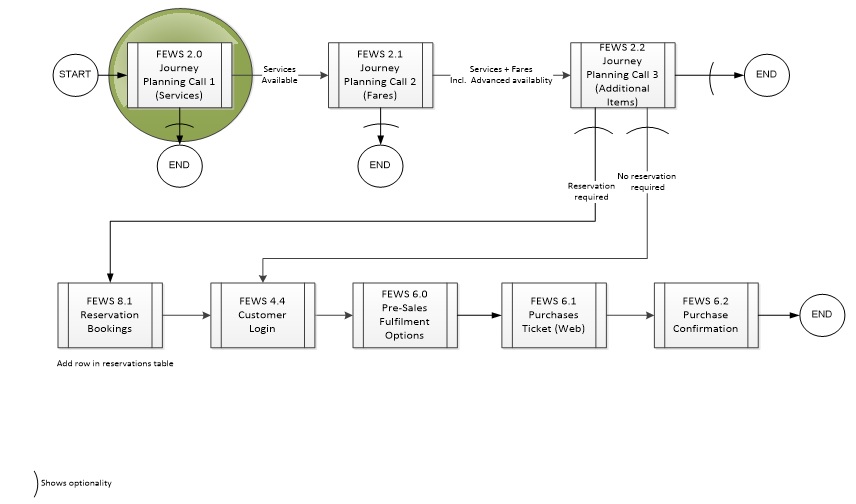 START
FEWS 2.0
Journey
Planning Call 1
(Services)
Services
Available
FEWS 2.1
Journey
Planning Call 2
(Fares)
Services + Fares
Incl.  Advanced availablity
FEWS 2.2
Journey
Planning Call 3
(Additional
Items)
END
END
END
Reservation
required
No reservation
required
FEWS 8.1
Reservation
Bookings
FEWS 4.4
Customer
Login
FEWS 6.0
Pre-Sales
Fulfilment
Options
FEWS 6.1
Purchases
Ticket (Web)
FEWS 6.2
Purchase
Confirmation
END
Add row in reservations table
Shows optionality